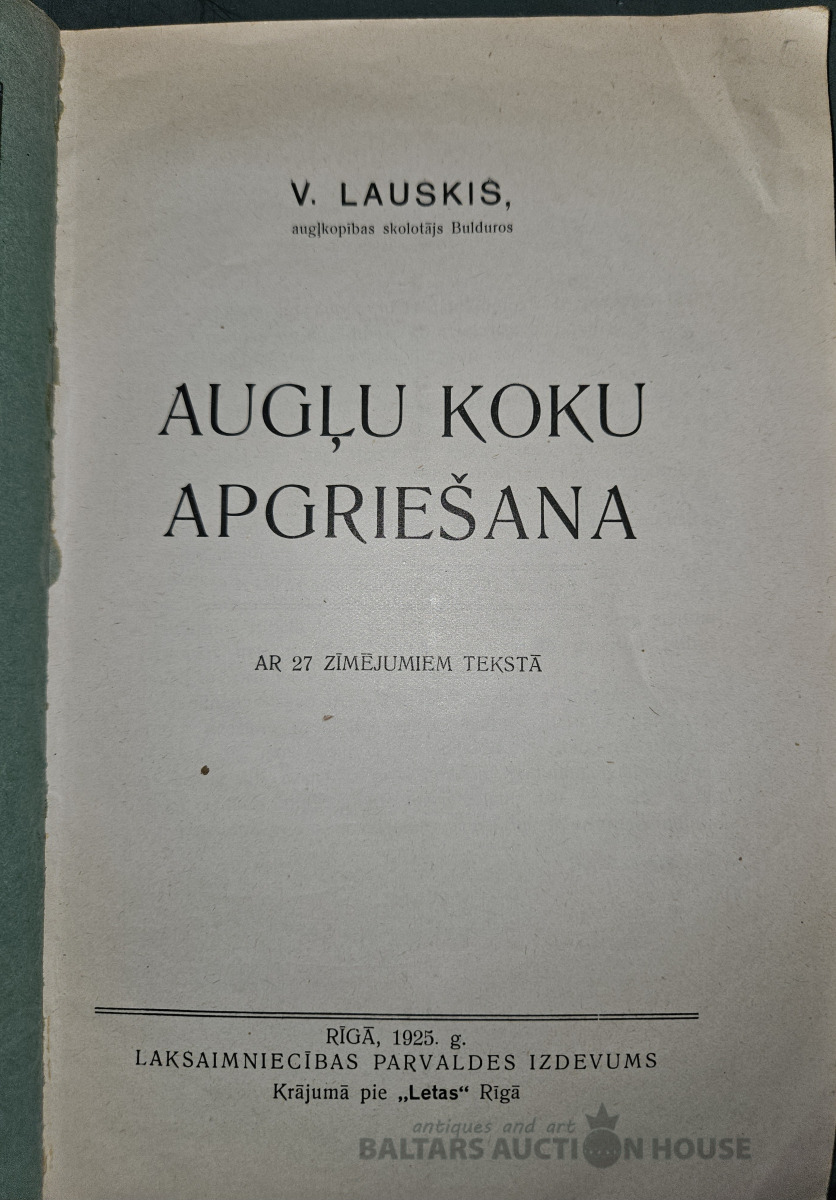 V. LAUSKIS,
augļkopības skolotājs Bulduros
AUGĻU KOKU
APGRIEŠANA
AR 27 ZĪMĒJUMIEM TEKSTĀ
RĪGĀ, 1925. g.
LAKSAIMNIECĪBAS PARVALDES IZDEVUMS
Krājumā pie „Letas“ Rīgā
antiques and art
BALTARS AUCTION HOUSE